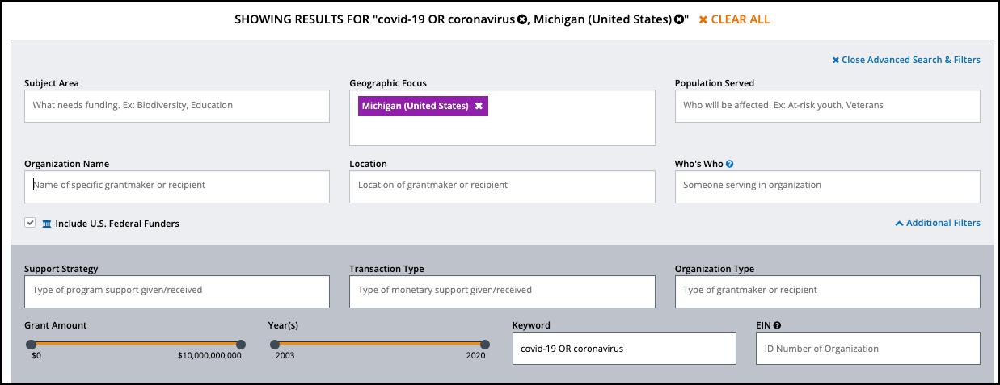 SHOWING RESULTS FOR "covid-19 OR coronavirus, Michigan (United States)" CLEAR ALL
Close Advanced Search & Filters
Subject Area
What needs funding. Ex: Biodiversity, Education
Geographic Focus
Michigan (United States)
Population Served
Who will be affected. Ex: At-risk youth, Veterans
Organization Name
Name of specific grantmaker or recipient
Location
Location of grantmaker or recipient
Who's Who ?
Someone serving in organization
Include U.S. Federal Funders
Additional Filters
Support Strategy
Type of program support given/received
Transaction Type
Type of monetary support given/received
Organization Type
Type of grantmaker or recipient
Grant Amount
$0 $10,000,000,000
Year(s)
2003 2020
Keyword
covid-19 OR coronavirus
EIN ?
ID Number of Organization